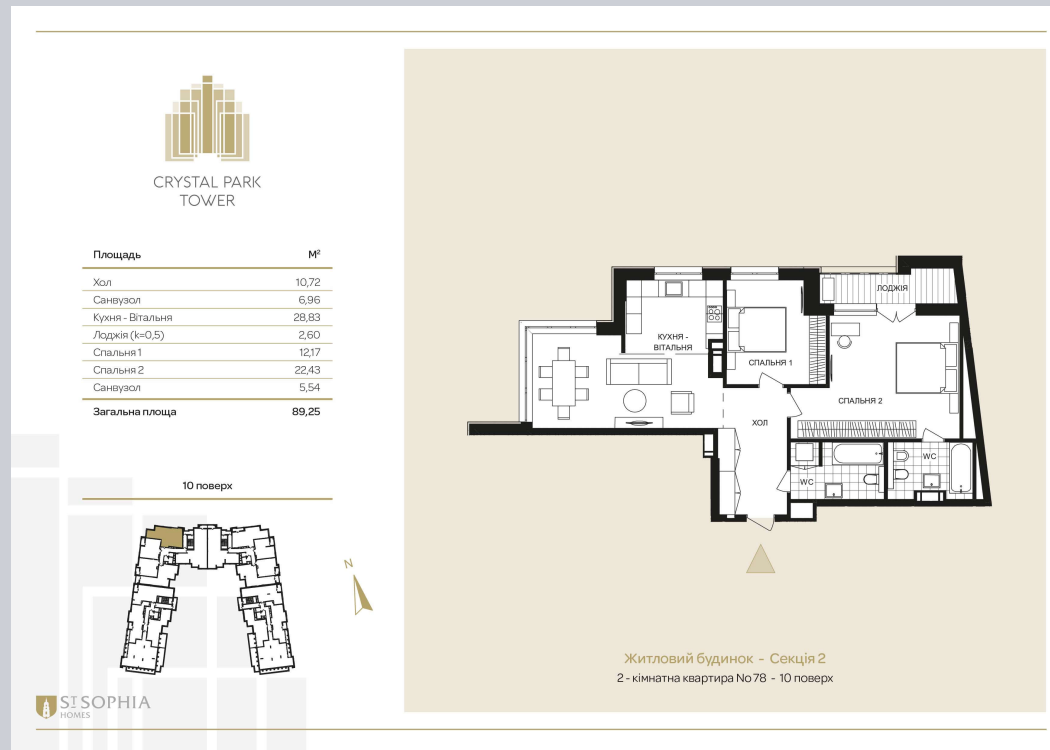 CRYSTAL PARK
TOWER
Площадь М²
Хол 10,72
Санвузол 6,96
Кухня - Вітальня 28,83
Лоджія (k=0,5) 2,60
Спальня 1 12,17
Спальня 2 22,43
Санвузол 5,54
Загальна площа 89,25
10 поверх
N
ST SOPHIA
HOMES
ЛОДЖІЯ
КУХНЯ -
ВІТАЛЬНЯ
СПАЛЬНЯ 1
СПАЛЬНЯ 2
ХОЛ
WC
WC
Житловий будинок - Секція 2
2 - кімнатна квартира No 78 - 10 поверх